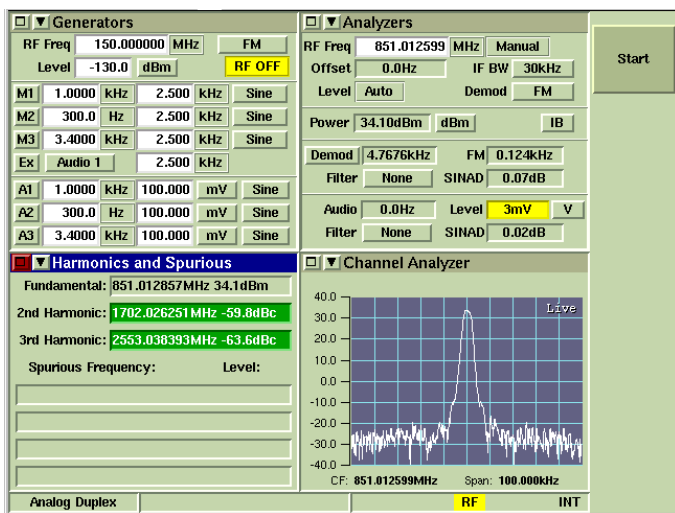 Generators
RF Freq 150.000000 MHz FM
Level -130.0 dBm RF OFF
M1 1.0000 kHz 2.500 kHz Sine
M2 300.0 Hz 2.500 kHz Sine
M3 3.4000 kHz 2.500 kHz Sine
Ex Audio 1 2.500 kHz
A1 1.0000 kHz 100.000 mV Sine
A2 300.0 Hz 100.000 mV Sine
A3 3.4000 kHz 100.000 mV Sine
Analyzers
RF Freq 851.012599 MHz Manual
Offset 0.0Hz IF BW 30kHz
Level Auto Demod FM
Power 34.10dBm dBm IB
Demod 4.7676kHz FM 0.124kHz
Filter None SINAD 0.07dB
Audio 0.0Hz Level 3mV V
Filter None SINAD 0.02dB
Start
Harmonics and Spurious
Fundamental: 851.012857MHz 34.1dBm
2nd Harmonic: 1702.026251MHz -59.8dBc
3rd Harmonic: 2553.038393MHz -63.6dBc
Spurious Frequency: Level:
Channel Analyzer
Live
40.0
30.0
20.0
10.0
0.0
-10.0
-20.0
-30.0
-40.0
CF: 851.012599MHz Span: 100.000kHz
Analog Duplex RF INT